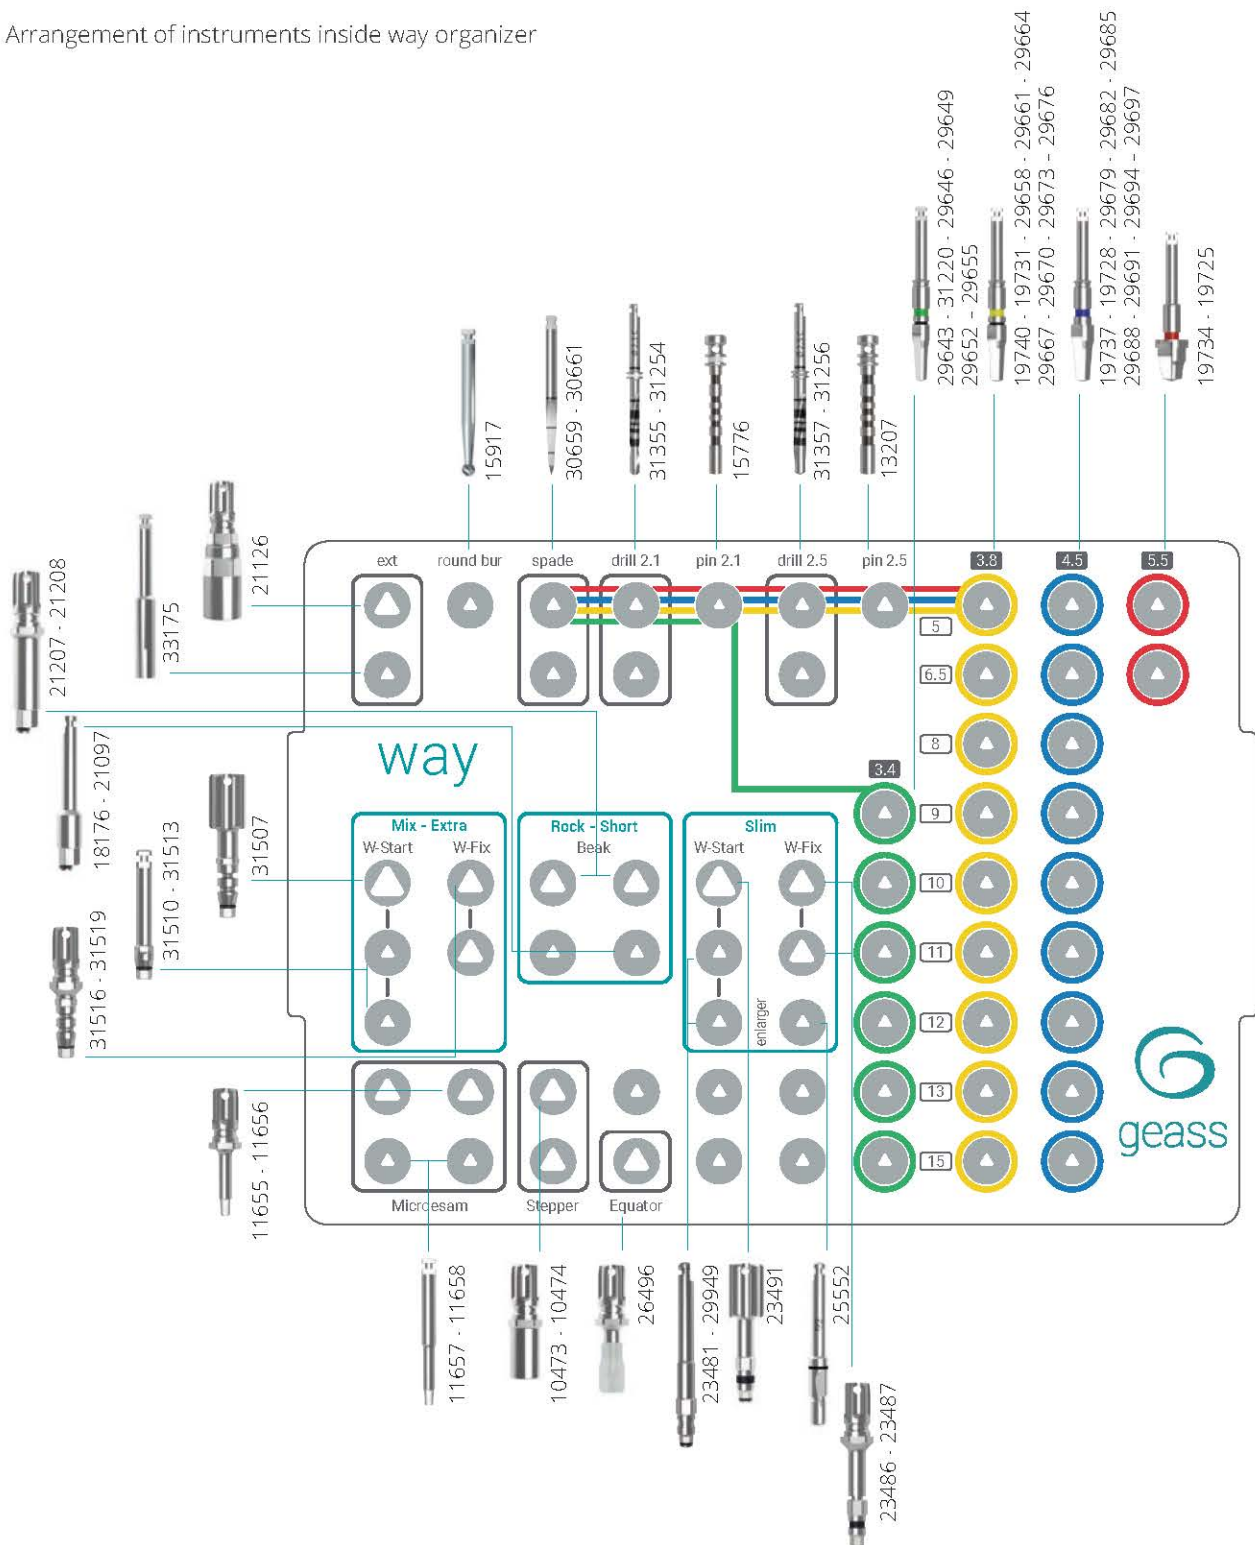 Arrangement of instruments inside way organizer
29643 - 31220 - 29646 - 29649
29652 - 29655
19740 - 19731 - 29658 - 29661 - 29664
29667 - 29670 - 29673 - 29676
19737 - 19728 - 29679 - 29682 - 29685
29688 - 29691 - 29694 - 29697
19734 - 19725
15917
30659 - 30661
31355 - 31254
15776
31357 - 31256
13207
21207 - 21208
33175
21126
ext
round bur
spade
drill 2.1
pin 2.1
drill 2.5
pin 2.5
3.8
4.5
5.5
5
6.5
8
way
3.4
9
18176 - 21097
31507
31510 - 31513
31516 - 31519
Mix - Extra
W-Start
W-Fix
Rock - Short
Beak
Slim
W-Start
W-Fix
enlarger
10
11
12
13
15
geass
11655 - 11656
Microesam
Stepper
Equator
11657 - 11658
10473 - 10474
26496
23481 - 29949
23491
25552
23486 - 23487